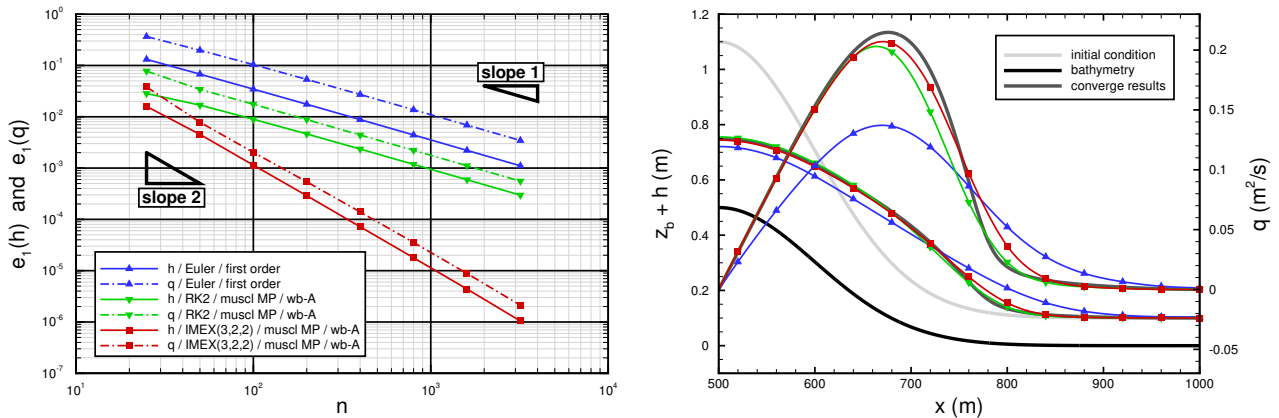 10^0
10^-1
10^-2
10^-3
10^-4
10^-5
10^-6
10^-7
e_1(h) and e_1(q)
slope 1
slope 2
h / Euler / first order
q / Euler / first order
h / RK2 / muscl MP / wb-A
q / RK2 / muscl MP / wb-A
h / IMEX(3,2,2) / muscl MP / wb-A
q / IMEX(3,2,2) / muscl MP / wb-A
10^1 10^2 10^3 10^4
n
1.2
1
0.8
0.6
0.4
0.2
0
z_b + h (m)
initial condition
bathymetry
converge results
0.2
0.15
0.1
0.05
0
-0.05
q (m^2/s)
500 600 700 800 900 1000
x (m)